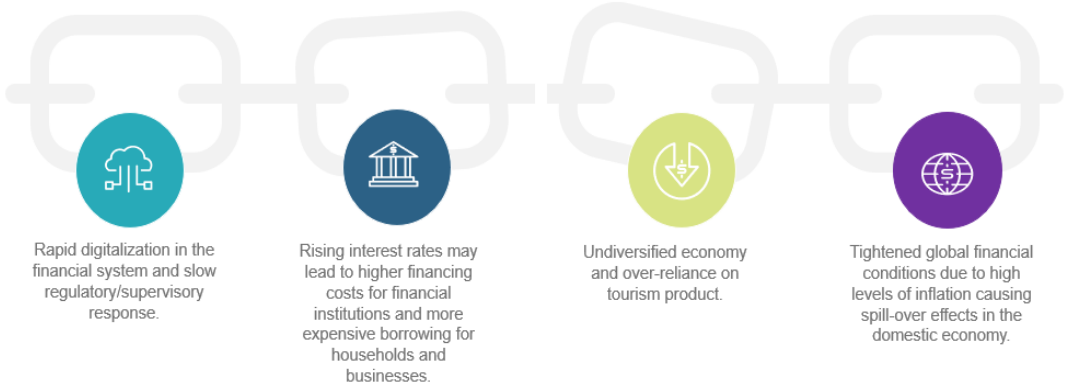 Rapid digitalization in the
financial system and slow
regulatory/supervisory
response.
Rising interest rates may
lead to higher financing
costs for financial
institutions and more
expensive borrowing for
households and
businesses.
Undiversified economy
and over-reliance on
tourism product.
Tightened global financial
conditions due to high
levels of inflation causing
spill-over effects in the
domestic economy.